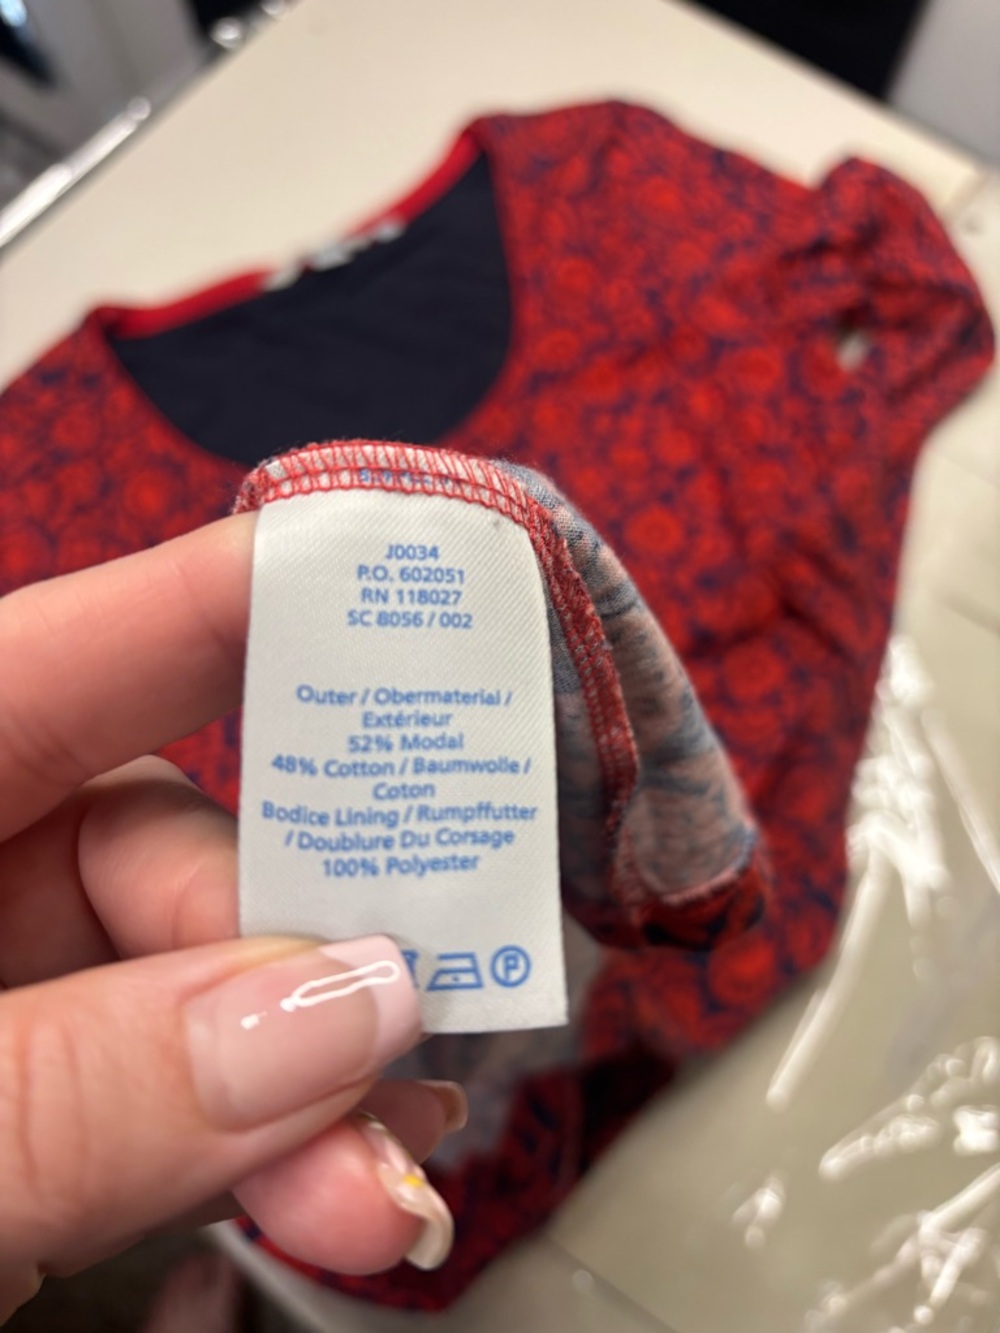 J0034
P.O. 602051
RN 118027
SC 8056 / 002
Outer / Obermaterial /
Extérieur
52% Modal
48% Cotton / Baumwolle /
Coton
Bodice Lining / Rumpffutter
/ Doublure Du Corsage
100% Polyester
P